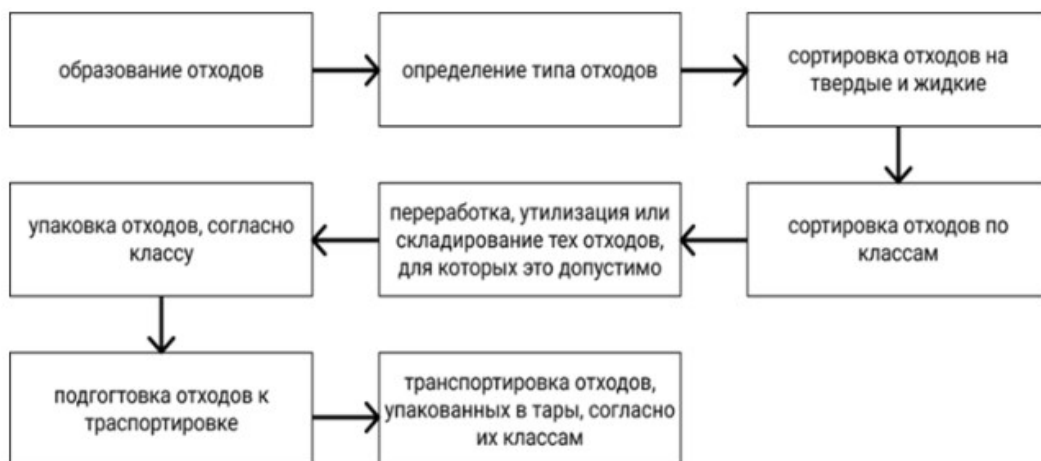 образование отходов
определение типа отходов
сортировка отходов на
твердые и жидкие
сортировка отходов по
классам
переработка, утилизация или
складирование тех отходов,
для которых это допустимо
упаковка отходов, согласно
классу
подгготовка отходов к
траспортировке
транспортировка отходов,
упакованных в тары, согласно
их классам